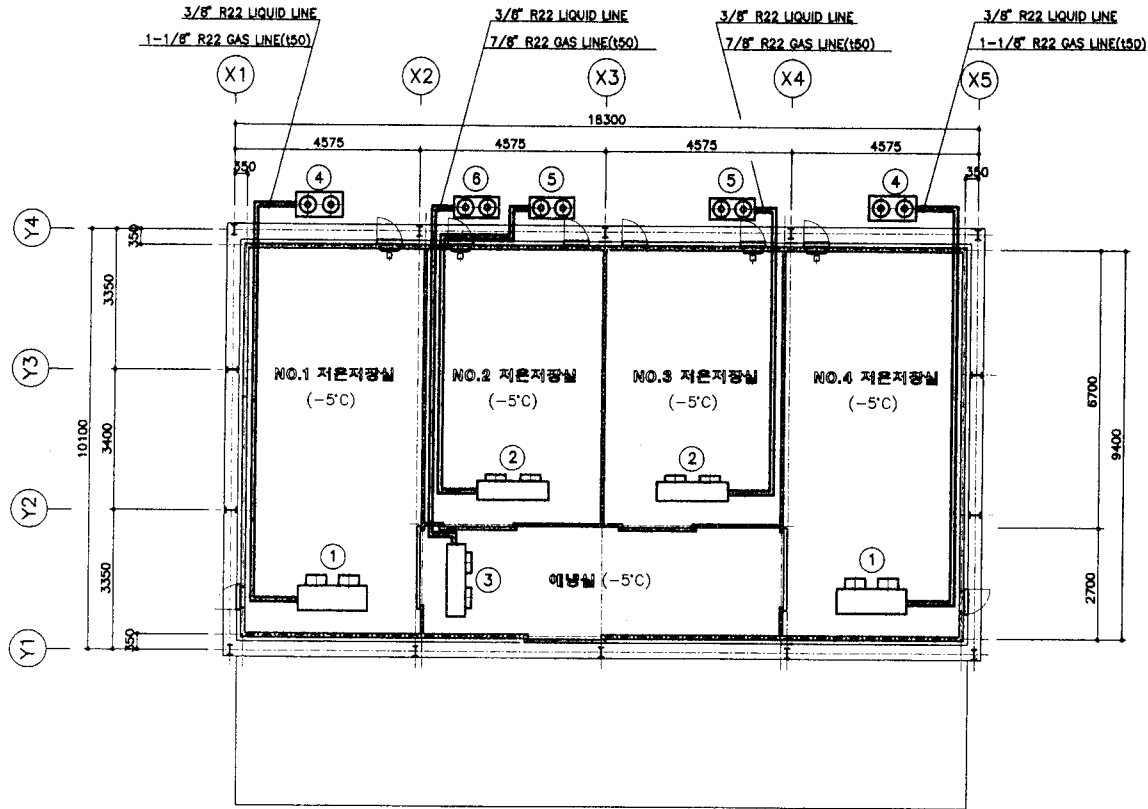 3/8" R22 LIQUID LINE
1-1/8" R22 GAS LINE(t50)
3/8" R22 LIQUID LINE
7/8" R22 GAS LINE(t50)
3/8" R22 LIQUID LINE
7/8" R22 GAS LINE(t50)
3/8" R22 LIQUID LINE
1-1/8" R22 GAS LINE(t50)
X1
X2
X3
X4
X5
18300
4575
4575
4575
4575
350
350
4
6
5
5
4
Y4
350
3350
Y3
10100
3400
Y2
3350
350
Y1
NO.1 저온저장실
(-5°C)
NO.2 저온저장실
(-5°C)
NO.3 저온저장실
(-5°C)
NO.4 저온저장실
(-5°C)
6700
9400
2700
2
2
1
3
예냉실 (-5°C)
1